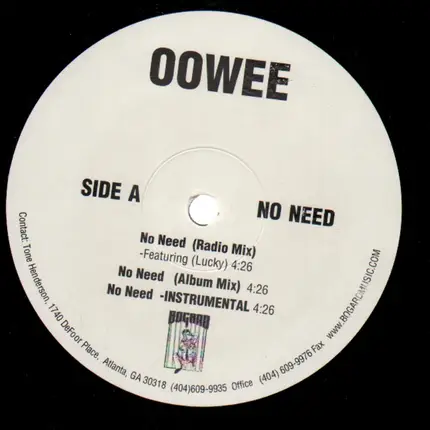 OOWEE
SIDE A
NO NEED
No Need (Radio Mix)
-Featuring (Lucky) 4:26
No Need (Album Mix) 4:26
No Need -INSTRUMENTAL 4:26
BOGARD
Contact: Tone Henderson, 1740 DeFoor Place. Atlanta, GA 30318 (404)609-9935 Office (404) 609-9976 Fax www.BOGARDMUSIC.COM